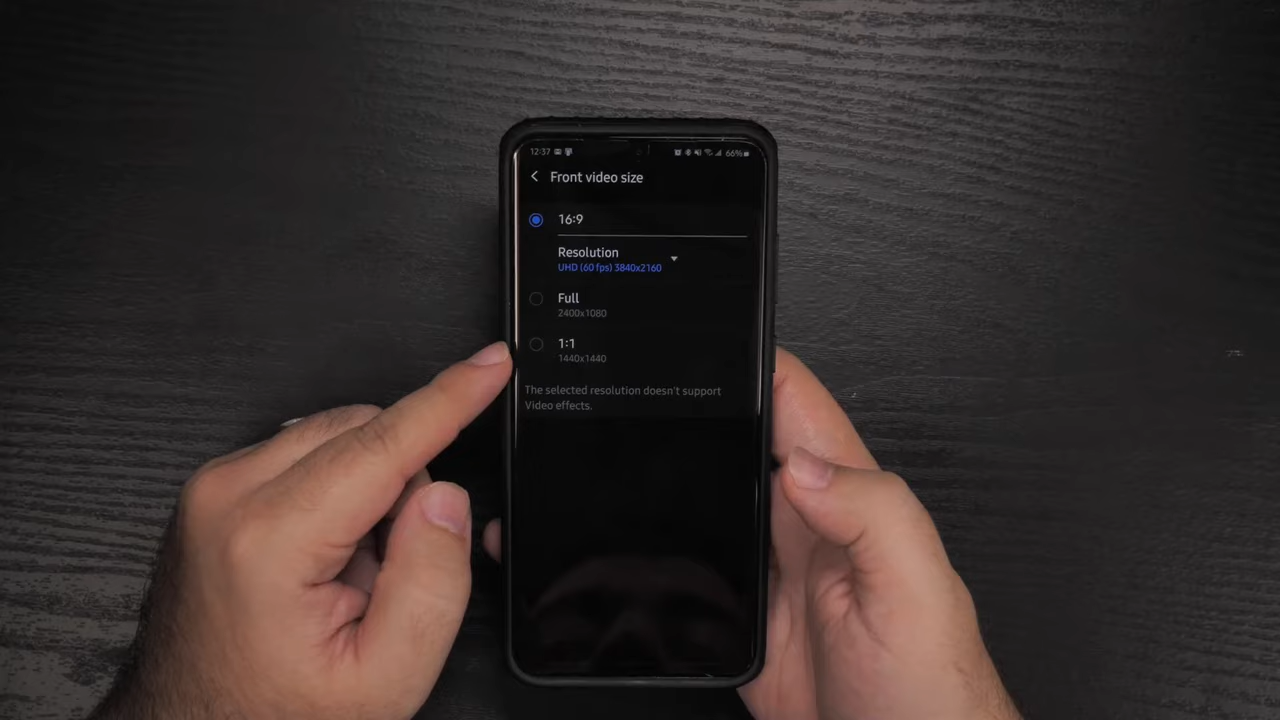 12:37
66%
Front video size
16:9
Resolution
UHD (60 fps) 3840x2160
Full
2400x1080
1:1
1440x1440
The selected resolution doesn't support
Video effects.